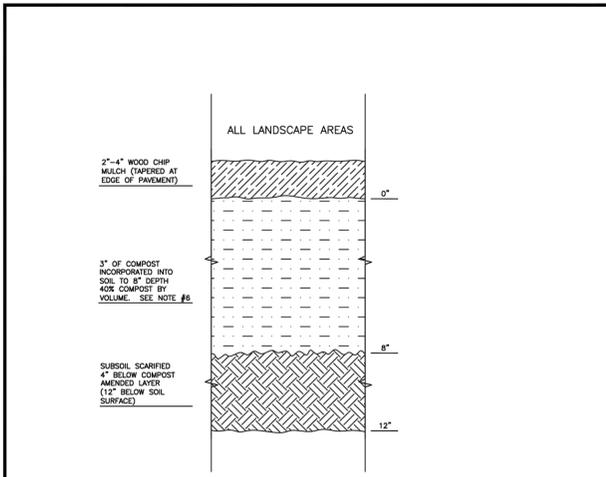 ALL LANDSCAPE AREAS
2"-4" WOOD CHIP
MULCH (TAPERED AT
EDGE OF PAVEMENT)
0"
3" OF COMPOST
INCORPORATED INTO
SOIL TO 8" DEPTH
40% COMPOST BY
VOLUME. SEE NOTE #6
8"
SUBSOIL SCARIFIED
4" BELOW COMPOST
AMENDED LAYER
(12" BELOW SOIL
SURFACE)
12"